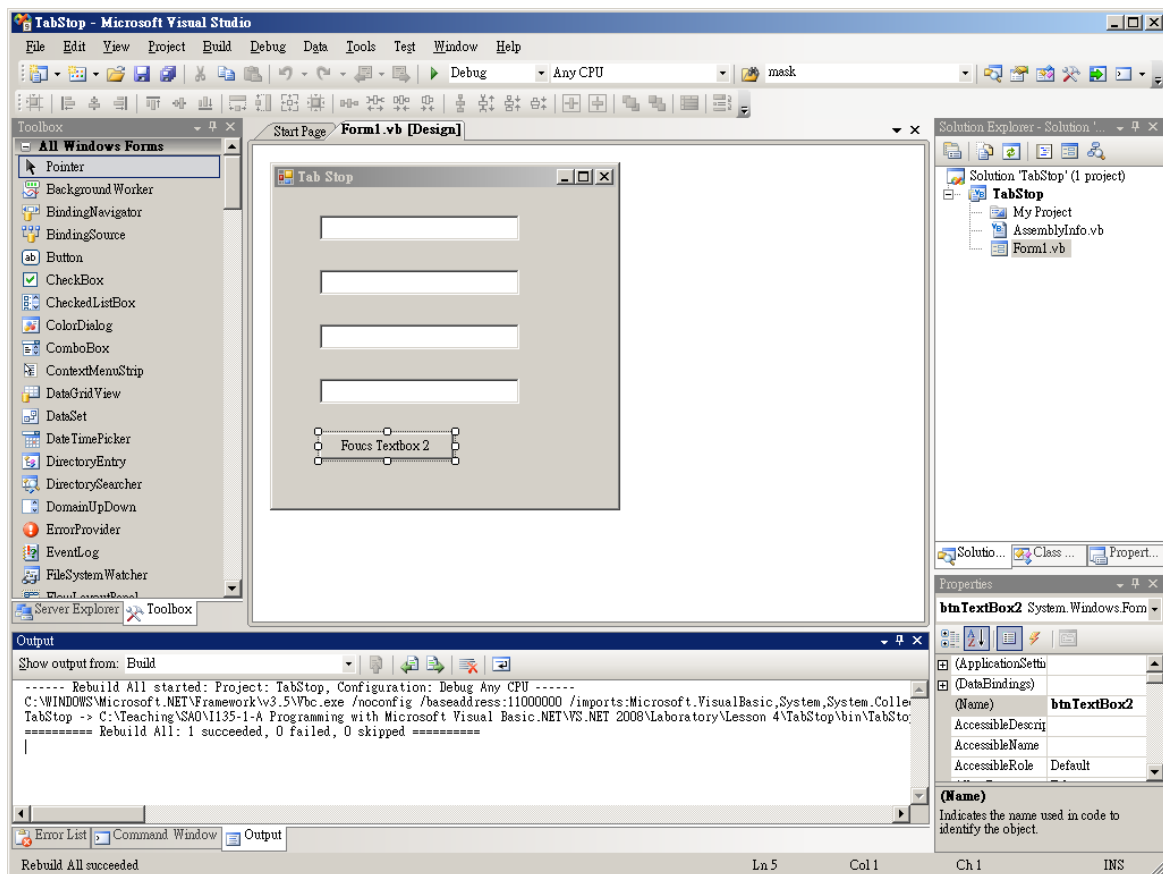 TabStop - Microsoft Visual Studio
File Edit View Project Build Debug Data Tools Test Window Help
Debug Any CPU mask
Toolbox
Start Page Form1.vb [Design]
Solution Explorer - Solution '...
All Windows Forms
Pointer
BackgroundWorker
BindingNavigator
BindingSource
Button
CheckBox
CheckedListBox
ColorDialog
ComboBox
ContextMenuStrip
DataGridView
DataSet
DateTimePicker
DirectoryEntry
DirectorySearcher
DomainUpDown
ErrorProvider
EventLog
FileSystemWatcher
FlowLayoutPanel
Server Explorer Toolbox
Tab Stop
Foucs Textbox 2
Solution 'TabStop' (1 project)
TabStop
My Project
AssemblyInfo.vb
Form1.vb
Solutio... Class ... Propert...
Properties
btnTextBox2 System.Windows.Form
(ApplicationSettin
(DataBindings)
(Name) btnTextBox2
AccessibleDescrip
AccessibleName
AccessibleRole Default
(Name)
Indicates the name used in code to
identify the object.
Output
Show output from: Build
------ Rebuild All started: Project: TabStop, Configuration: Debug Any CPU ------
C:\WINDOWS\Microsoft.NET\Framework\v3.5\Vbc.exe /noconfig /baseaddress:11000000 /imports:Microsoft.VisualBasic,System,System.Colle
TabStop -> C:\Teaching\SAO\I135-1-A Programming with Microsoft Visual Basic.NET\VS.NET 2008\Laboratory\Lesson 4\TabStop\bin\TabSto
========== Rebuild All: 1 succeeded, 0 failed, 0 skipped ==========
Error List Command Window Output
Rebuild All succeeded Ln 5 Col 1 Ch 1 INS